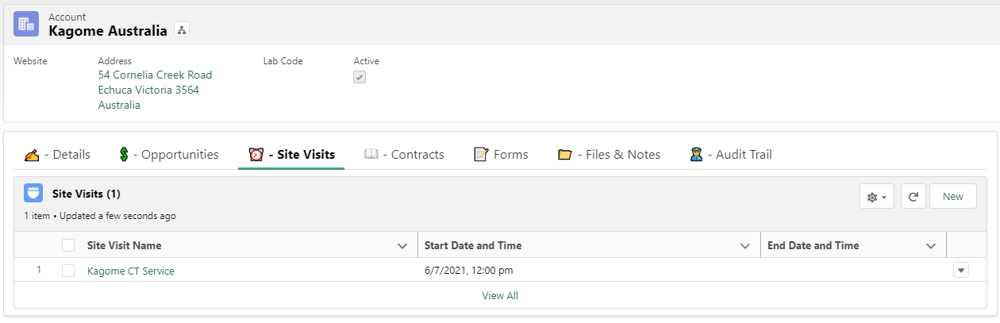 Account
Kagome Australia
Website Address Lab Code Active
54 Cornelia Creek Road
Echuca Victoria 3564
Australia
- Details - Opportunities - Site Visits - Contracts Forms - Files & Notes - Audit Trail
Site Visits (1)
New
1 item • Updated a few seconds ago
Site Visit Name Start Date and Time End Date and Time
1 Kagome CT Service 6/7/2021, 12:00 pm
View All